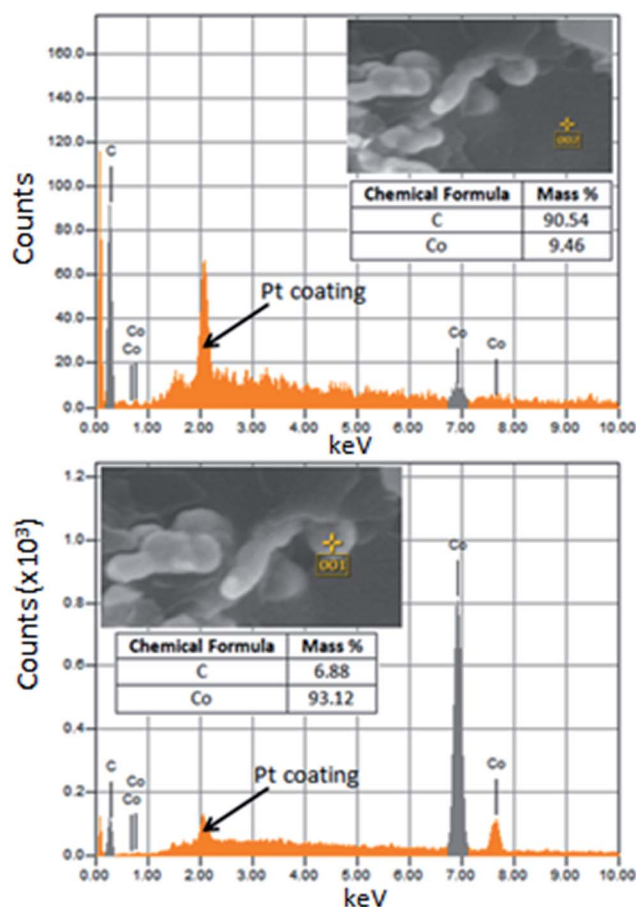 160.0
140.0
120.0
100.0
80.0
60.0
40.0
20.0
0.0
Counts
C
Co
Co
Pt coating
Co
Co
002
Chemical Formula Mass %
C 90.54
Co 9.46
0.00 1.00 2.00 3.00 4.00 5.00 6.00 7.00 8.00 9.00 10.00
keV
1.2
1.0
0.8
0.6
0.4
0.2
0.0
Counts (x10³)
001
Chemical Formula Mass %
C 6.88
Co 93.12
C
Co
Co
Pt coating
Co
Co
0.00 1.00 2.00 3.00 4.00 5.00 6.00 7.00 8.00 9.00 10.00
keV